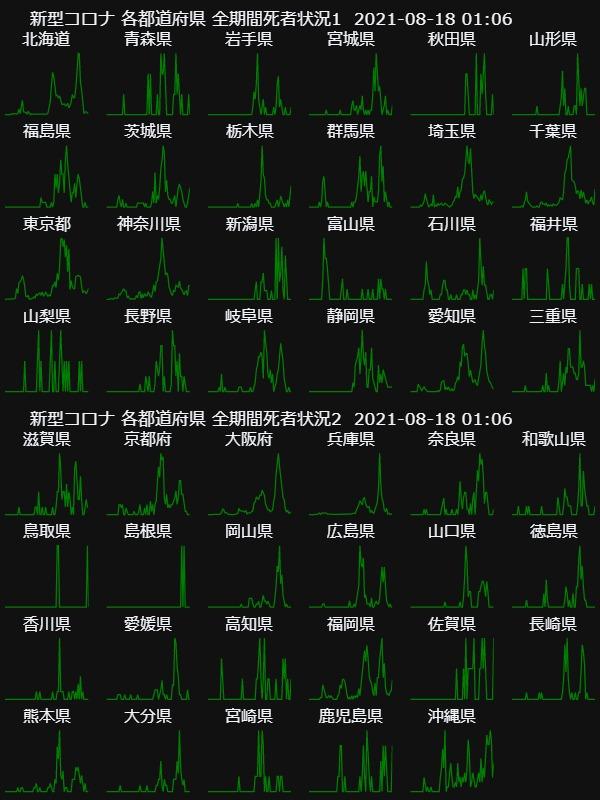 新型コロナ 各都道府県 全期間死者状況1 2021-08-18 01:06
北海道 青森県 岩手県 宮城県 秋田県 山形県
福島県 茨城県 栃木県 群馬県 埼玉県 千葉県
東京都 神奈川県 新潟県 富山県 石川県 福井県
山梨県 長野県 岐阜県 静岡県 愛知県 三重県
新型コロナ 各都道府県 全期間死者状況2 2021-08-18 01:06
滋賀県 京都府 大阪府 兵庫県 奈良県 和歌山県
鳥取県 島根県 岡山県 広島県 山口県 徳島県
香川県 愛媛県 高知県 福岡県 佐賀県 長崎県
熊本県 大分県 宮崎県 鹿児島県 沖縄県